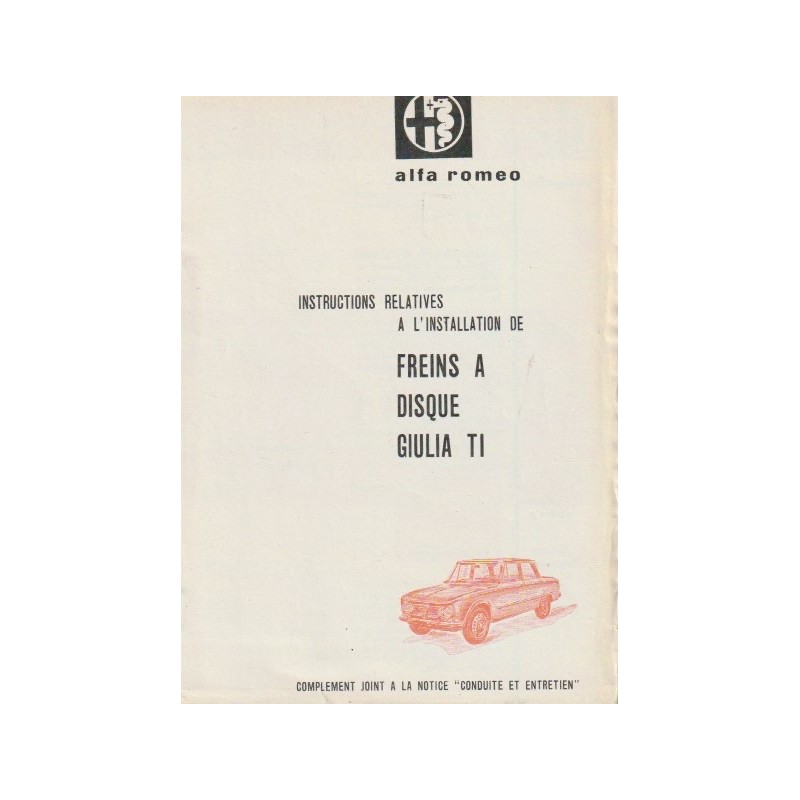 alfa romeo
INSTRUCTIONS RELATIVES
A L'INSTALLATION DE
FREINS A
DISQUE
GIULIA TI
COMPLEMENT JOINT A LA NOTICE "CONDUITE ET ENTRETIEN"